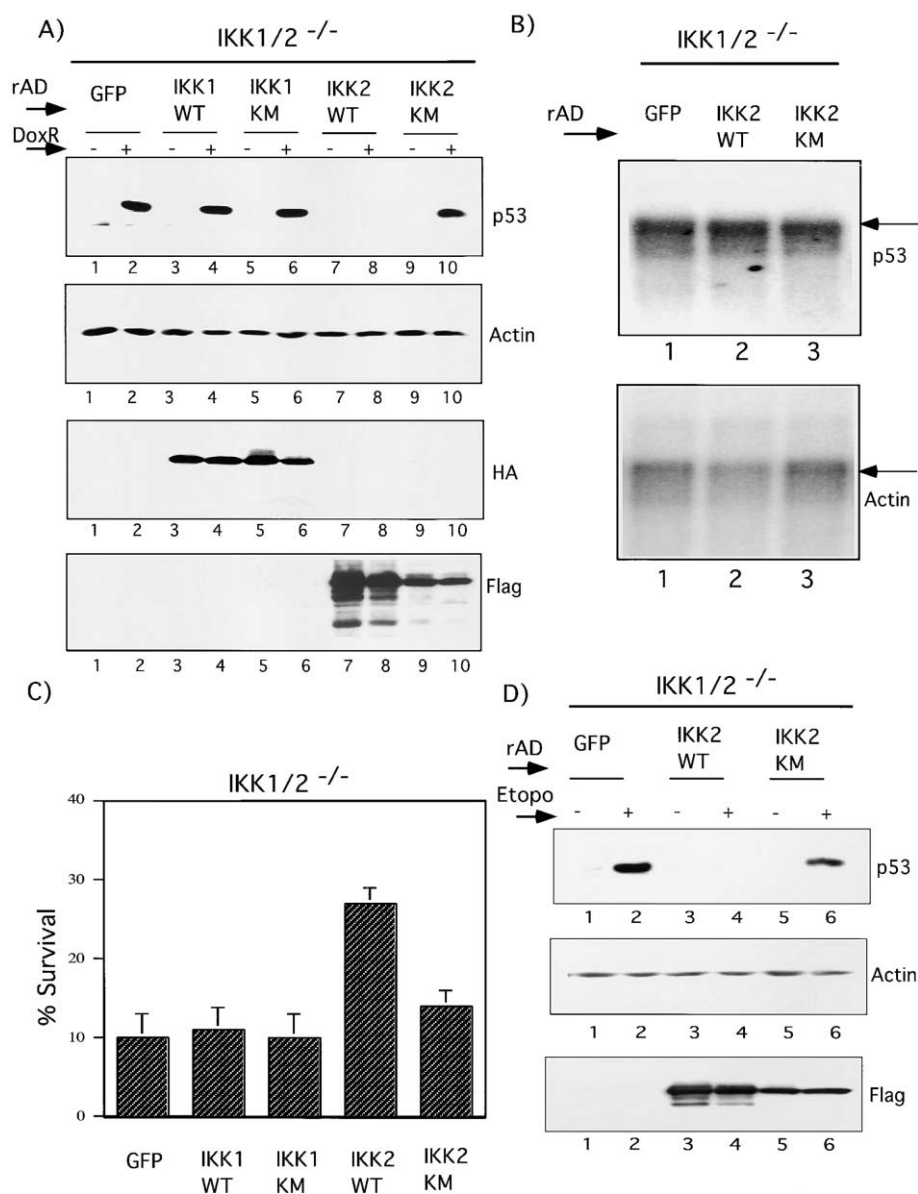 A)
IKK1/2 -/-
rAD GFP IKK1 WT IKK1 KM IKK2 WT IKK2 KM
DoxR
- + - + - + - + - +
p53
1 2 3 4 5 6 7 8 9 10
Actin
1 2 3 4 5 6 7 8 9 10
HA
1 2 3 4 5 6 7 8 9 10
Flag
1 2 3 4 5 6 7 8 9 10
B)
IKK1/2 -/-
rAD GFP IKK2 WT IKK2 KM
p53
1 2 3
Actin
1 2 3
C)
IKK1/2 -/-
% Survival
40
30
20
10
0
GFP IKK1 WT IKK1 KM IKK2 WT IKK2 KM
D)
IKK1/2 -/-
rAD GFP IKK2 WT IKK2 KM
Etopo
- + - + - +
p53
1 2 3 4 5 6
Actin
1 2 3 4 5 6
Flag
1 2 3 4 5 6